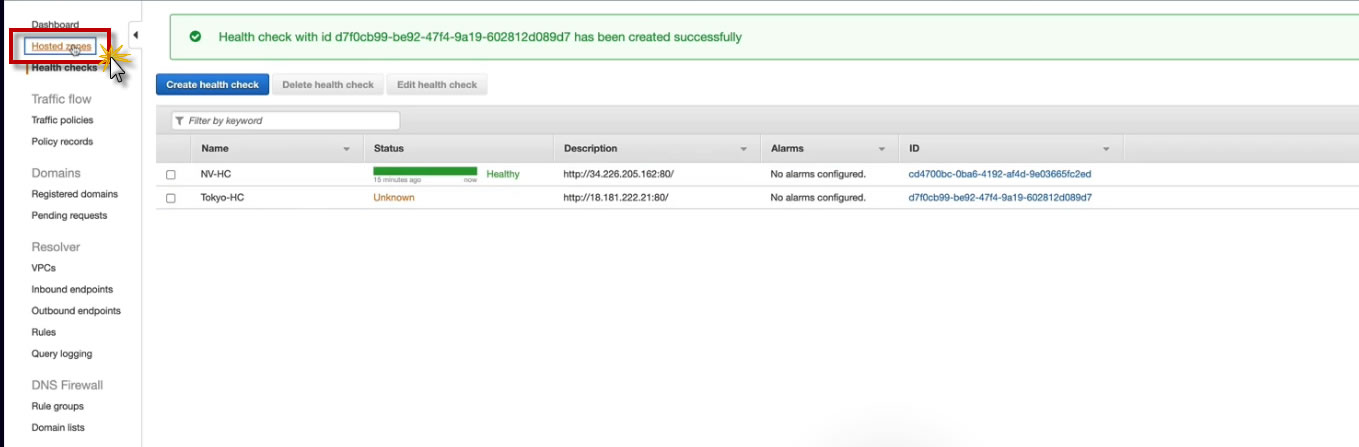 Dashboard
Hosted zones
Health checks
Traffic flow
Traffic policies
Policy records
Domains
Registered domains
Pending requests
Resolver
VPCs
Inbound endpoints
Outbound endpoints
Rules
Query logging
DNS Firewall
Rule groups
Domain lists
Health check with id d7f0cb99-be92-47f4-9a19-602812d089d7 has been created successfully
Create health check Delete health check Edit health check
Filter by keyword
Name Status Description Alarms ID
NV-HC Healthy http://34.226.205.162:80/ No alarms configured. cd4700bc-0ba6-4192-af4d-9e03665fc2ed
15 minutes ago now
Tokyo-HC Unknown http://18.181.222.21:80/ No alarms configured. d7f0cb99-be92-47f4-9a19-602812d089d7